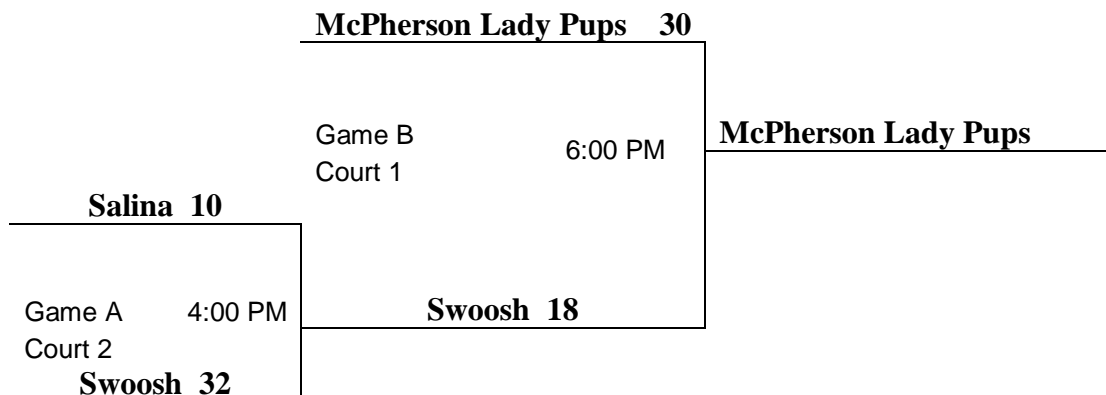 McPherson Lady Pups 30
Game B
6:00 PM
Court 1
McPherson Lady Pups
Salina 10
Game A 4:00 PM
Court 2
Swoosh 18
Swoosh 32